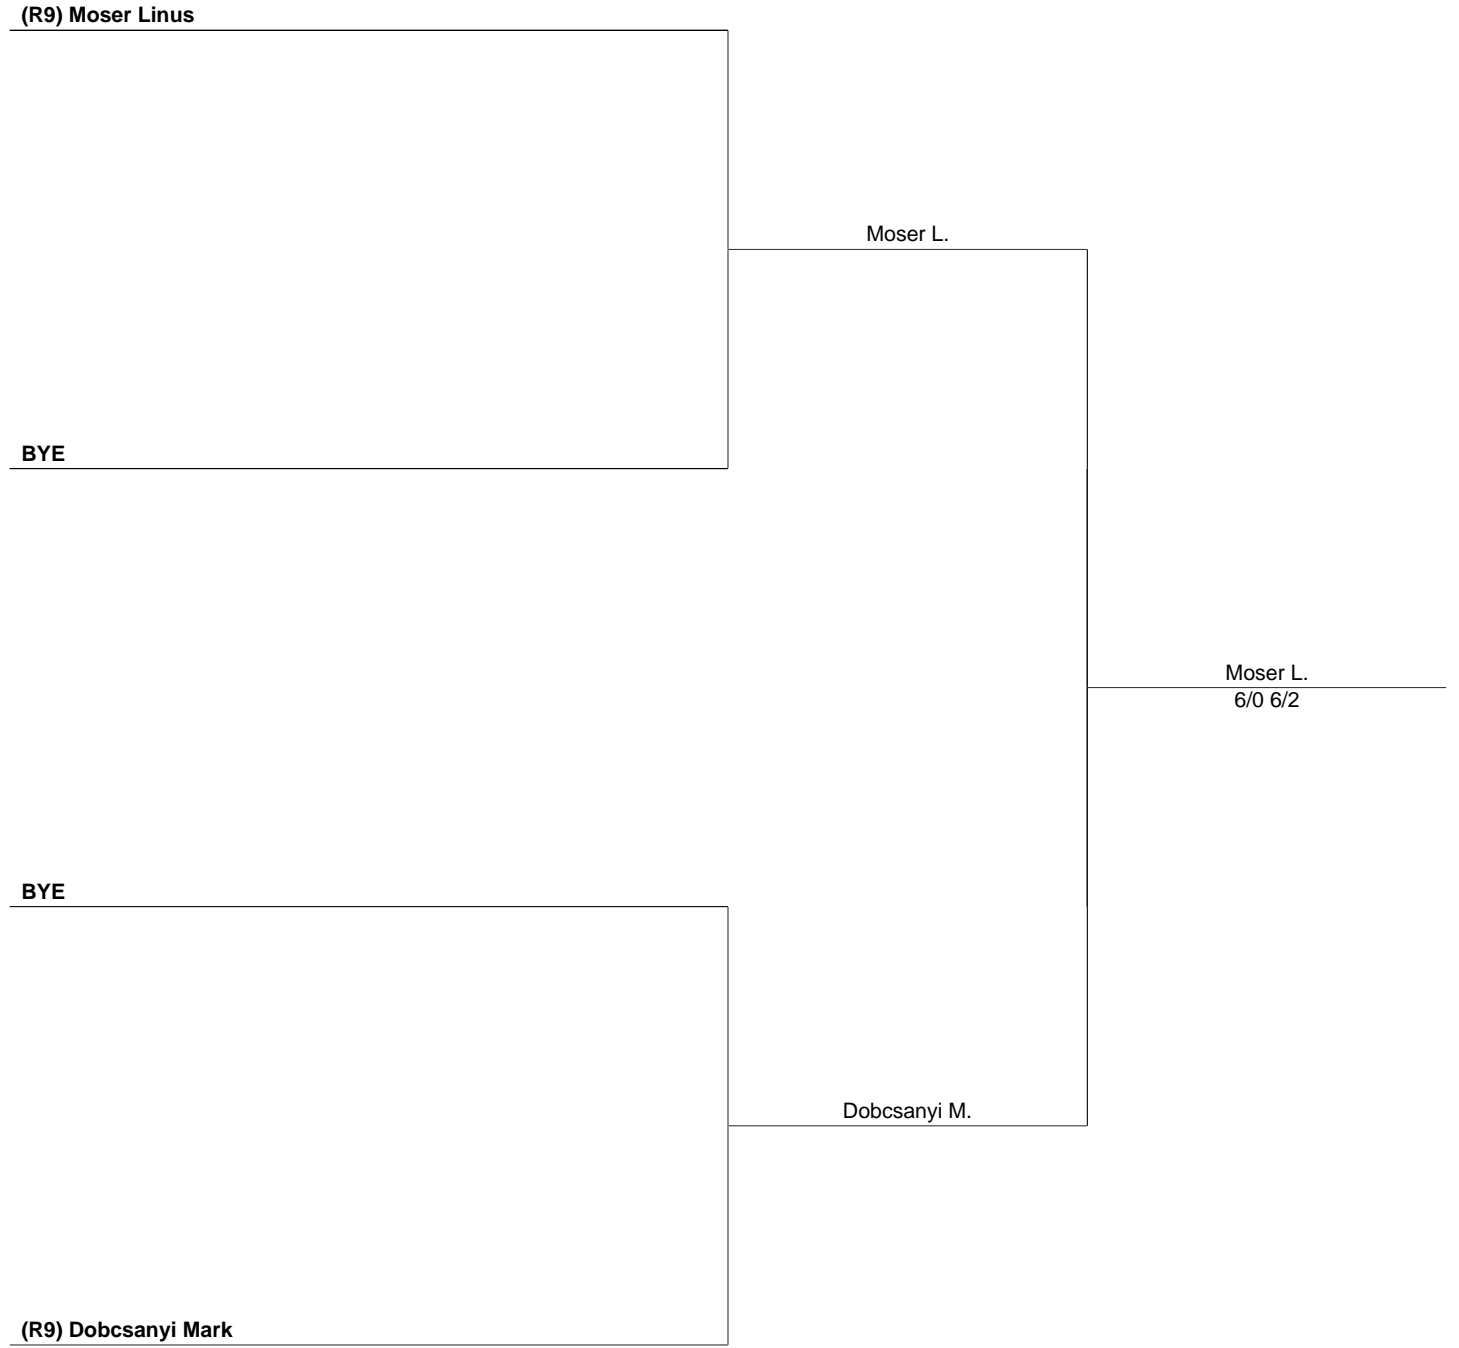 (R9) Moser Linus
Moser L.
BYE
Moser L.
6/0 6/2
BYE
Dobcsanyi M.
(R9) Dobcsanyi Mark